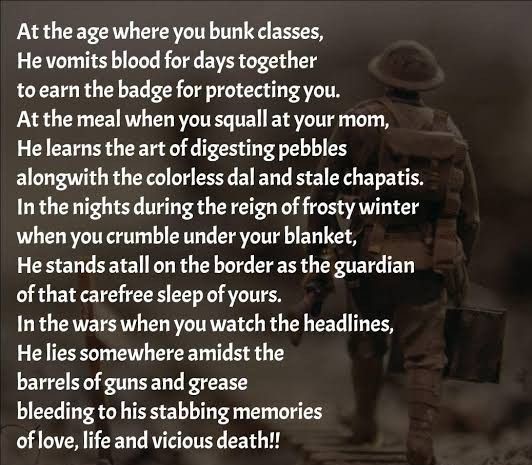 At the age where you bunk classes,
He vomits blood for days together
to earn the badge for protecting you.
At the meal when you squall at your mom,
He learns the art of digesting pebbles
alongwith the colorless dal and stale chapatis.
In the nights during the reign of frosty winter
when you crumble under your blanket,
He stands atall on the border as the guardian
of that carefree sleep of yours.
In the wars when you watch the headlines,
He lies somewhere amidst the
barrels of guns and grease
bleeding to his stabbing memories
of love, life and vicious death!!